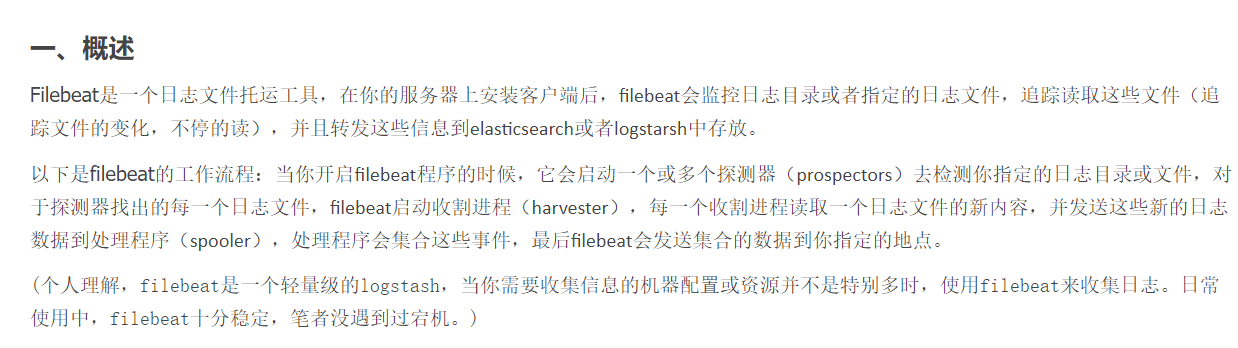 一、概述
Filebeat是一个日志文件托运工具，在你的服务器上安装客户端后，filebeat会监控日志目录或者指定的日志文件，追踪读取这些文件（追
踪文件的变化，不停的读），并且转发这些信息到elasticsearch或者logstarsh中存放。
以下是filebeat的工作流程：当你开启filebeat程序的时候，它会启动一个或多个探测器（prospectors）去检测你指定的日志目录或文件，对
于探测器找出的每一个日志文件，filebeat启动收割进程（harvester），每一个收割进程读取一个日志文件的新内容，并发送这些新的日志
数据到处理程序（spooler），处理程序会集合这些事件，最后filebeat会发送集合的数据到你指定的地点。
(个人理解，filebeat是一个轻量级的logstash，当你需要收集信息的机器配置或资源并不是特别多时，使用filebeat来收集日志。日常
使用中，filebeat十分稳定，笔者没遇到过宕机。)